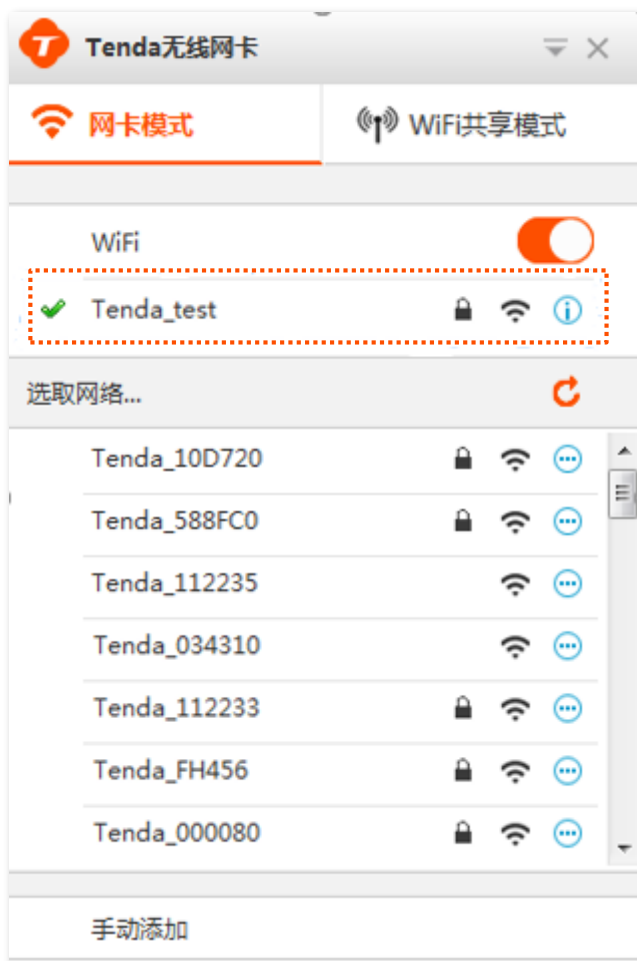 Tenda无线网卡
网卡模式
WiFi共享模式
WiFi
Tenda_test
选取网络...
Tenda_10D720
Tenda_588FC0
Tenda_112235
Tenda_034310
Tenda_112233
Tenda_FH456
Tenda_000080
手动添加